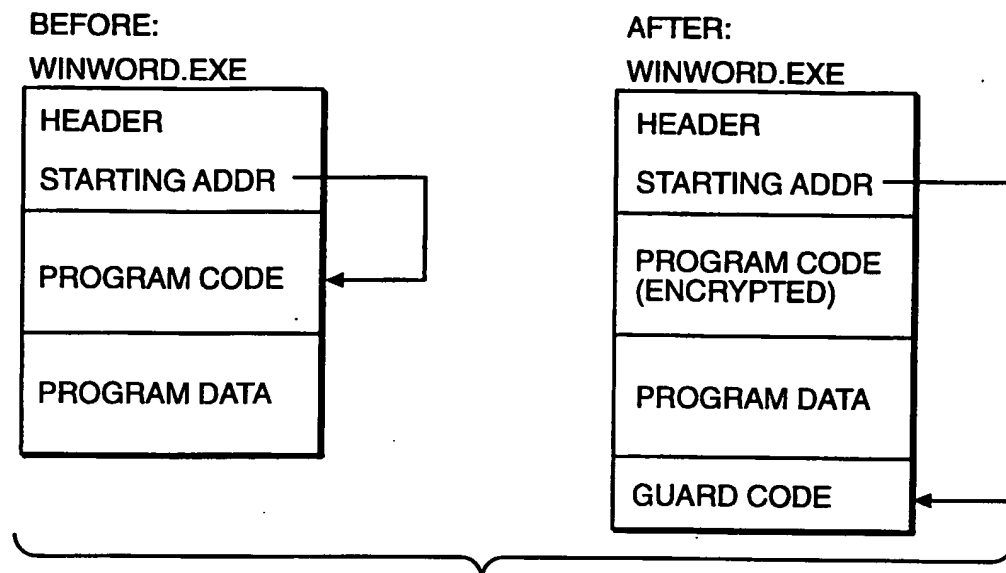 BEFORE:
WINWORD.EXE
HEADER
STARTING ADDR
PROGRAM CODE
PROGRAM DATA
AFTER:
WINWORD.EXE
HEADER
STARTING ADDR
PROGRAM CODE
(ENCRYPTED)
PROGRAM DATA
GUARD CODE